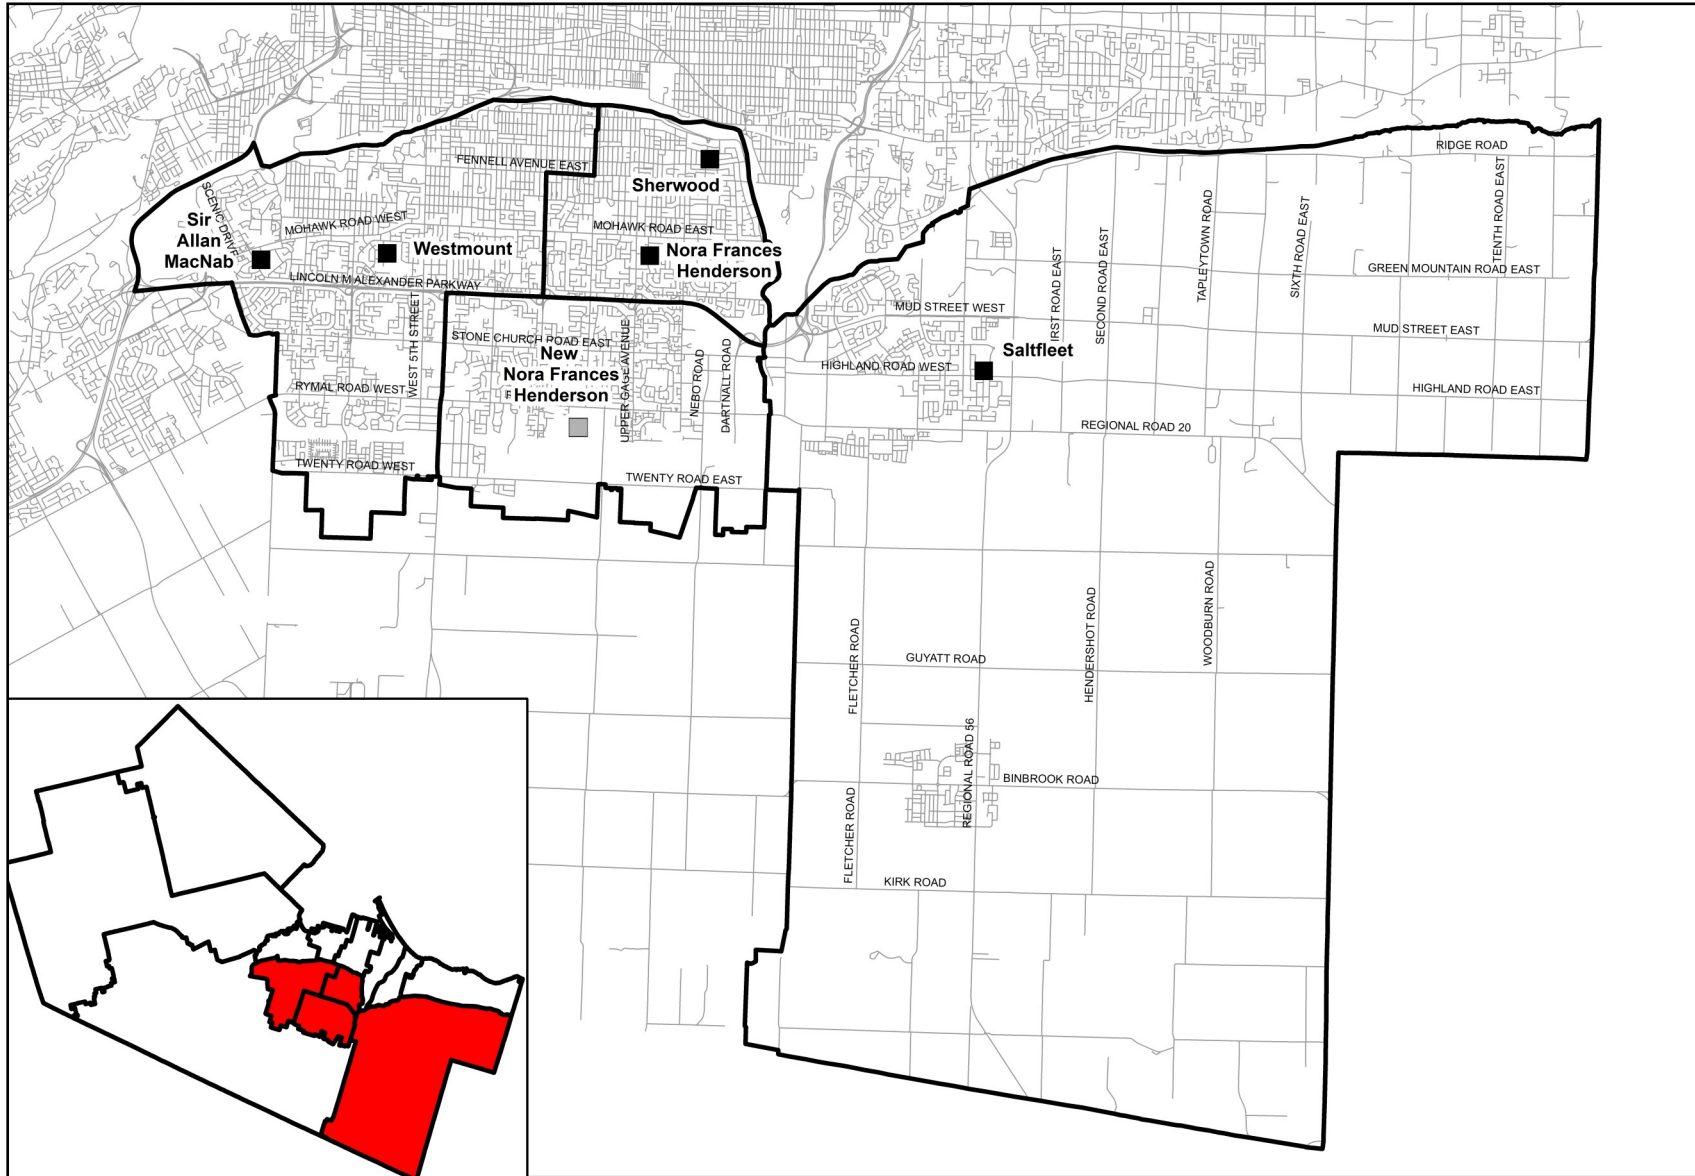 RIDGE ROAD
FENNELL AVENUE EAST
Sherwood
SCENIC DRIVE
TENTH ROAD EAST
TAPLEYTOWN ROAD
SIXTH ROAD EAST
Sir
Allan
MacNab
MOHAWK ROAD WEST
MOHAWK ROAD EAST
Westmount
Nora Frances
Henderson
IRST ROAD EAST
SECOND ROAD EAST
GREEN MOUNTAIN ROAD EAST
LINCOLN M ALEXANDER PARKWAY
MUD STREET WEST
MUD STREET EAST
WEST 5TH STREET
STONE CHURCH ROAD EAST
New
Nora Frances
Henderson
UPPER GAGE AVENUE
NEBO ROAD
DARTNALL ROAD
Saltfleet
HIGHLAND ROAD WEST
RYMAL ROAD WEST
HIGHLAND ROAD EAST
REGIONAL ROAD 20
TWENTY ROAD WEST
TWENTY ROAD EAST
FLETCHER ROAD
HENDERSHOT ROAD
WOODBURN ROAD
GUYATT ROAD
REGIONAL ROAD 56
BINBROOK ROAD
FLETCHER ROAD
KIRK ROAD